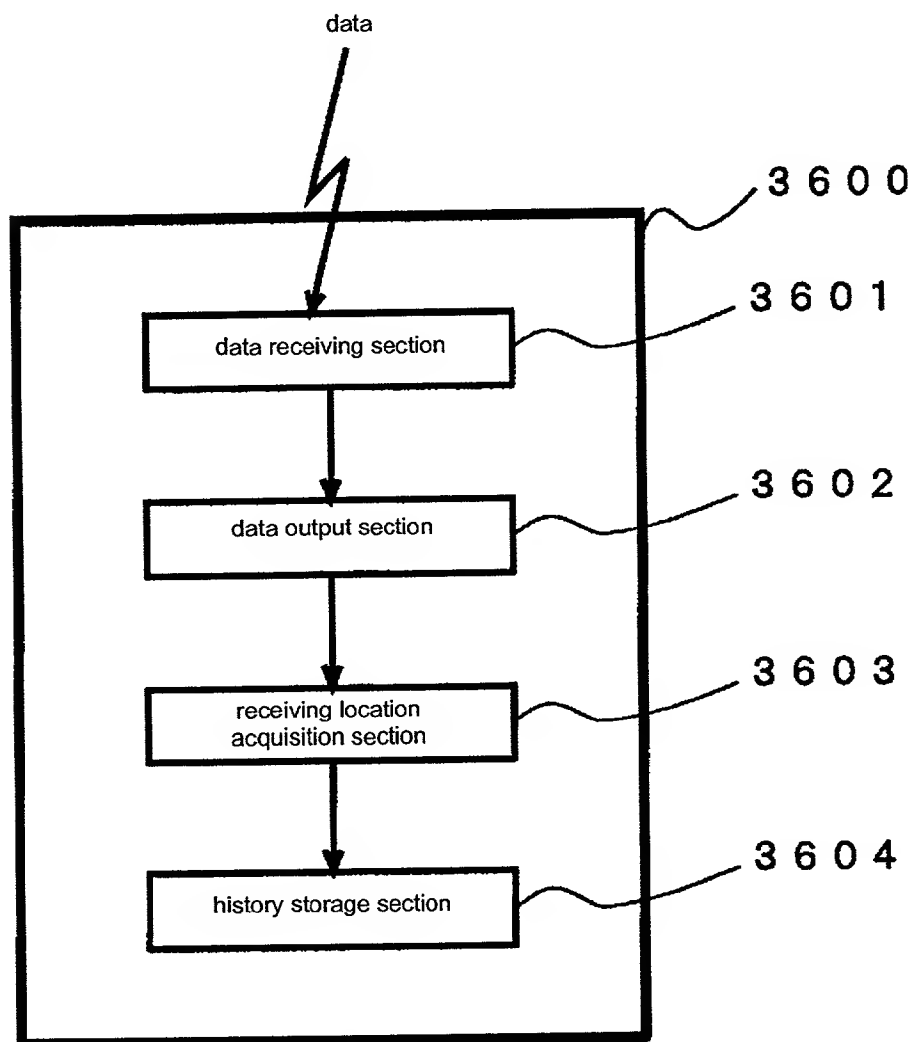 data
3600
data receiving section
3601
data output section
3602
receiving location
acquisition section
3603
history storage section
3604